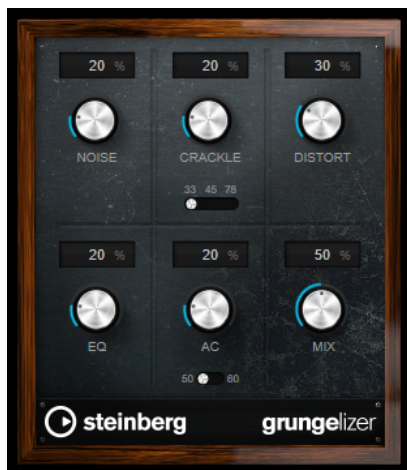 20 % 20 % 30 %
NOISE CRACKLE DISTORT
33 45 78
20 % 20 % 50 %
EQ AC MIX
50 60
steinberg grungelizer